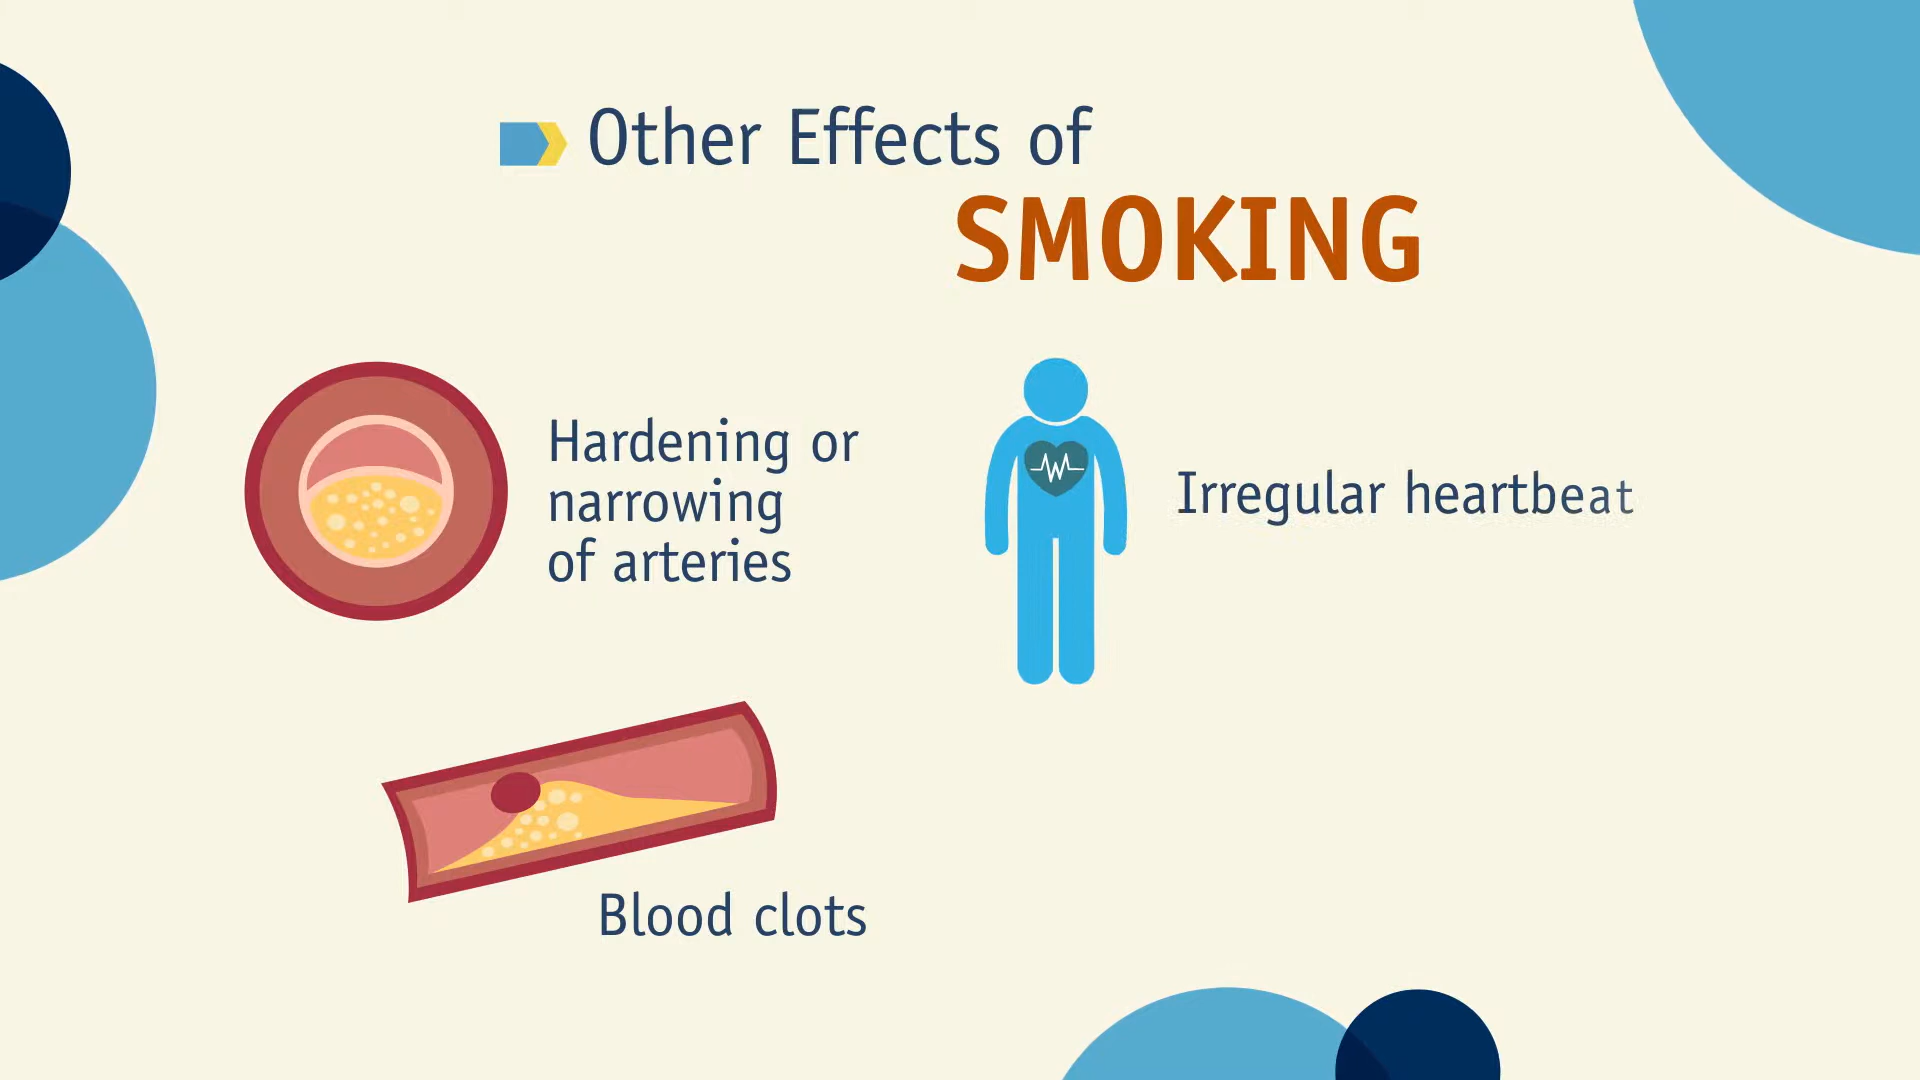 Other Effects of
SMOKING
Hardening or
narrowing
of arteries
Irregular heartbeat
Blood clots